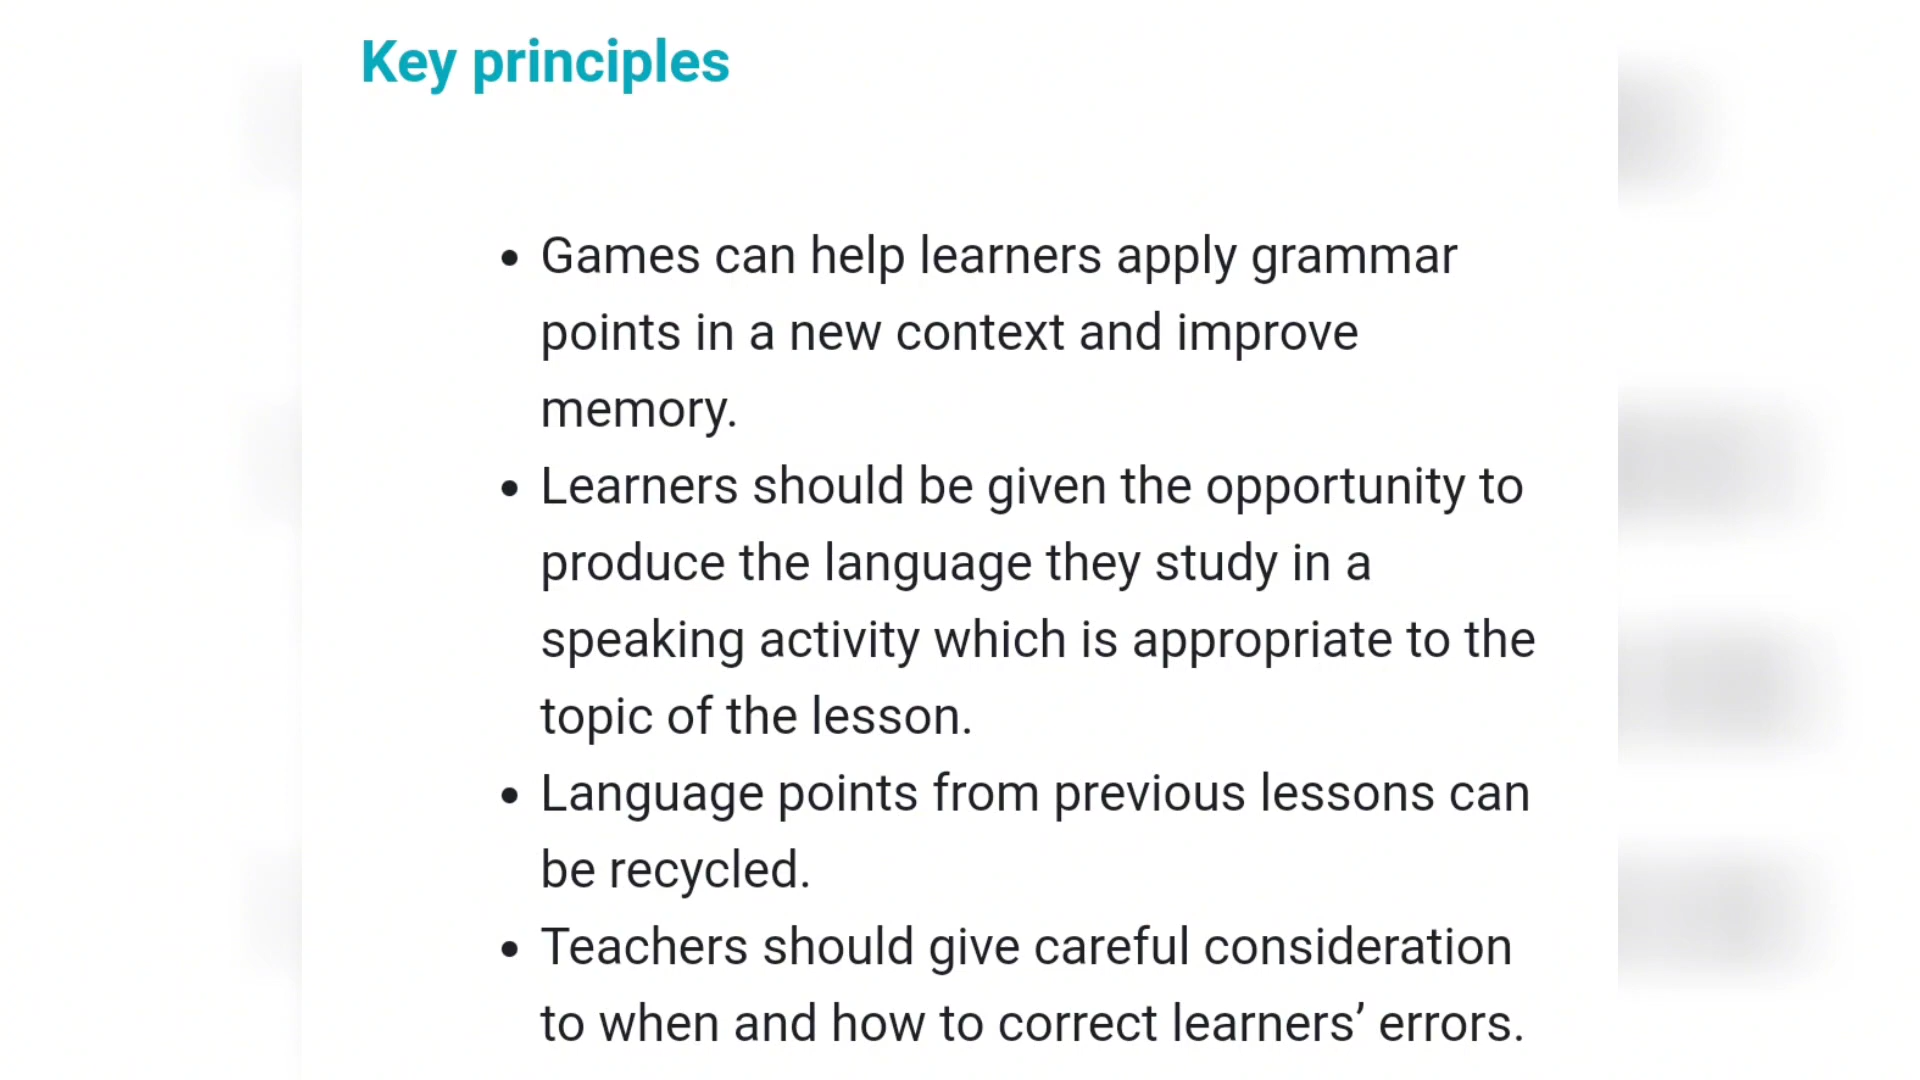 Key principles
• Games can help learners apply grammar
points in a new context and improve
memory.
• Learners should be given the opportunity to
produce the language they study in a
speaking activity which is appropriate to the
topic of the lesson.
• Language points from previous lessons can
be recycled.
• Teachers should give careful consideration
to when and how to correct learners’ errors.